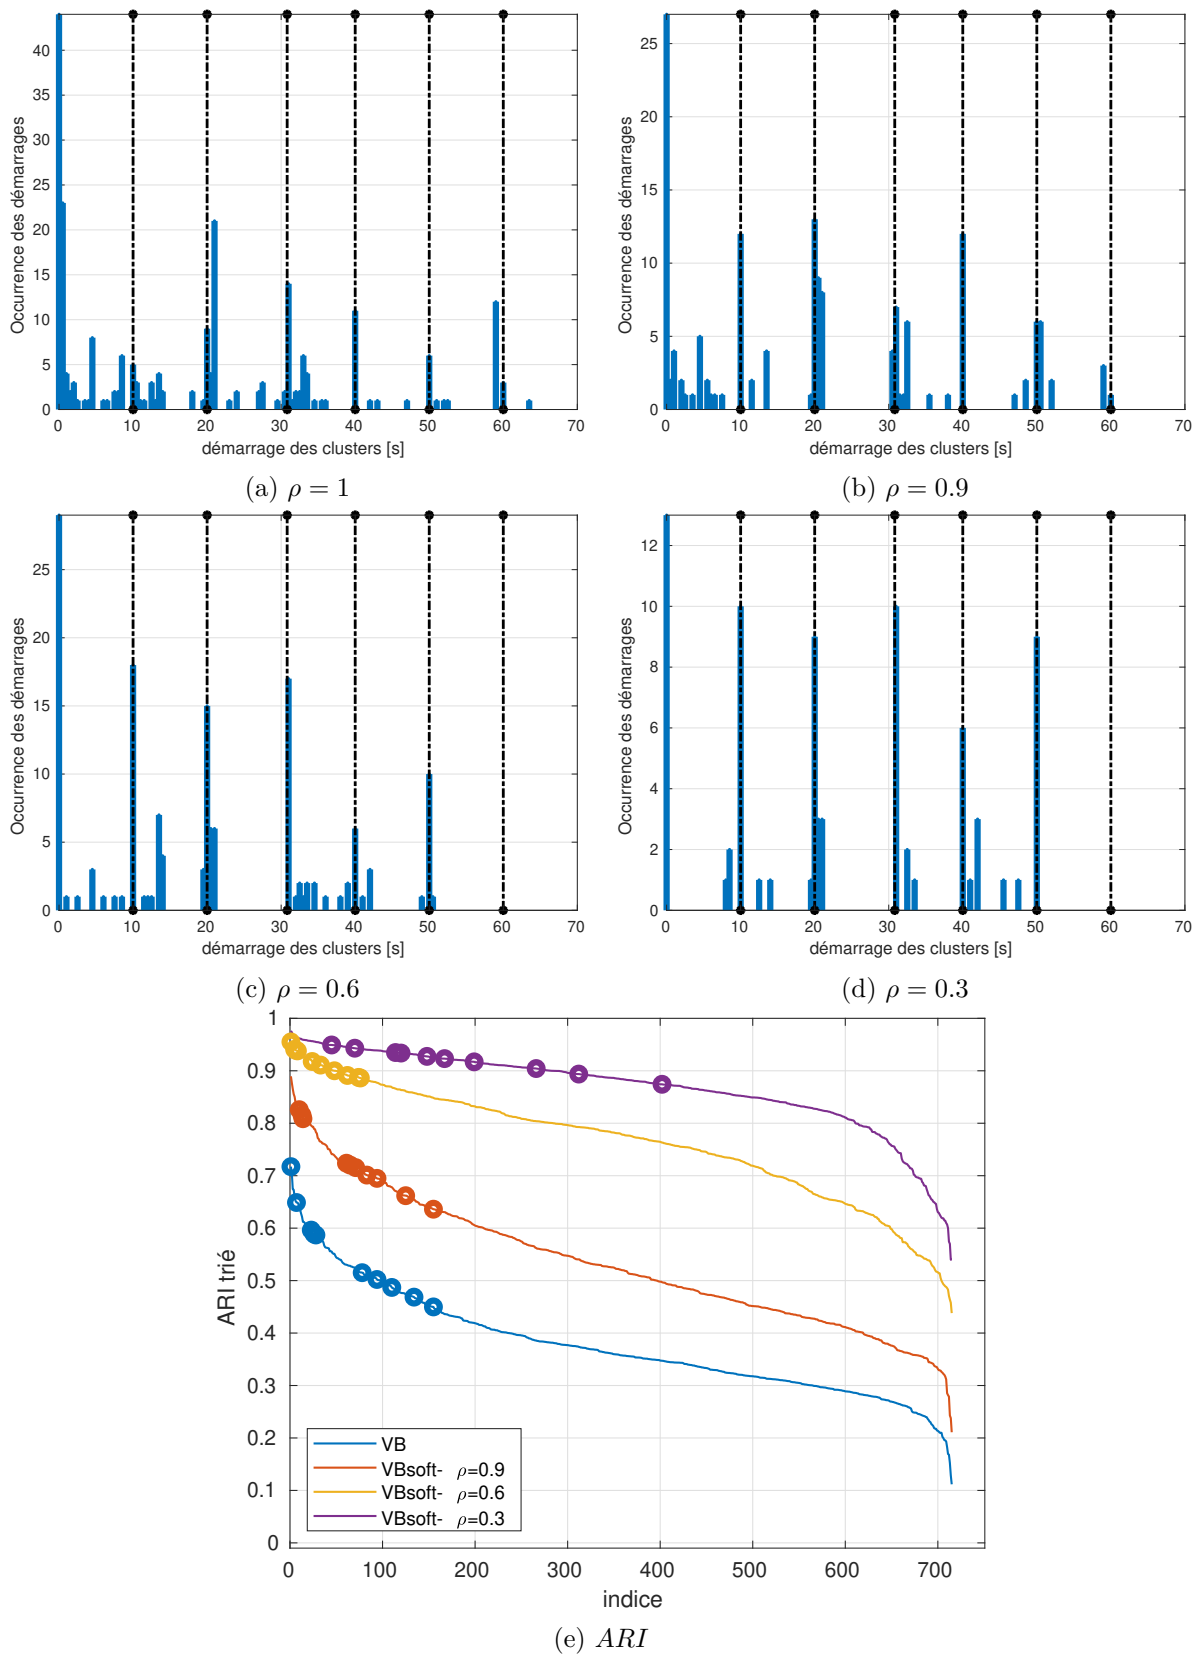 40
35
30
25
20
15
10
5
0
Occurrence des démarrages
0 10 20 30 40 50 60 70
démarrage des clusters [s]
(a) ρ = 1
25
20
15
10
5
0
Occurrence des démarrages
0 10 20 30 40 50 60 70
démarrage des clusters [s]
(b) ρ = 0.9
25
20
15
10
5
0
Occurrence des démarrages
0 10 20 30 40 50 60 70
démarrage des clusters [s]
(c) ρ = 0.6
12
10
8
6
4
2
0
Occurrence des démarrages
0 10 20 30 40 50 60 70
démarrage des clusters [s]
(d) ρ = 0.3
1
0.9
0.8
0.7
0.6
0.5
0.4
0.3
0.2
0.1
0
ARI trié
VB
VBsoft- ρ=0.9
VBsoft- ρ=0.6
VBsoft- ρ=0.3
0 100 200 300 400 500 600 700
indice
(e) ARI